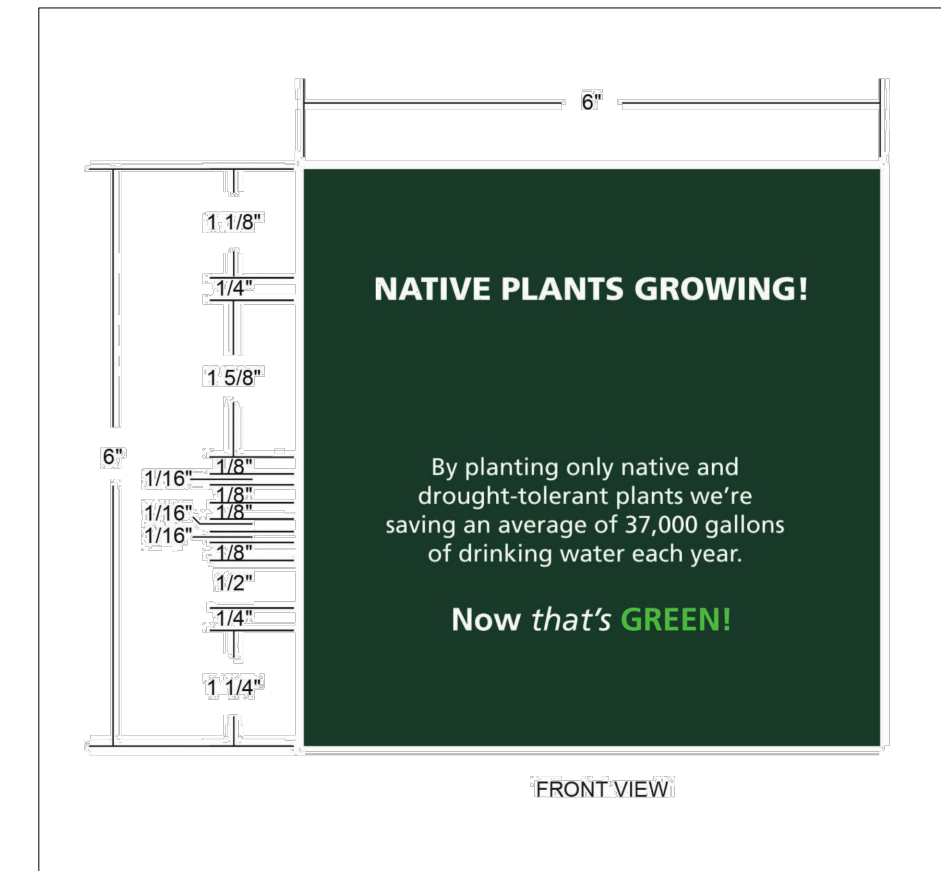 6"
1 1/8"
1/4"
NATIVE PLANTS GROWING!
1 5/8"
6"
1/8"
1/16"
1/8"
1/16"
1/8"
1/16"
1/8"
1/2"
1/4"
1 1/4"
By planting only native and
drought-tolerant plants we’re
saving an average of 37,000 gallons
of drinking water each year.
Now that’s GREEN!
FRONT VIEW